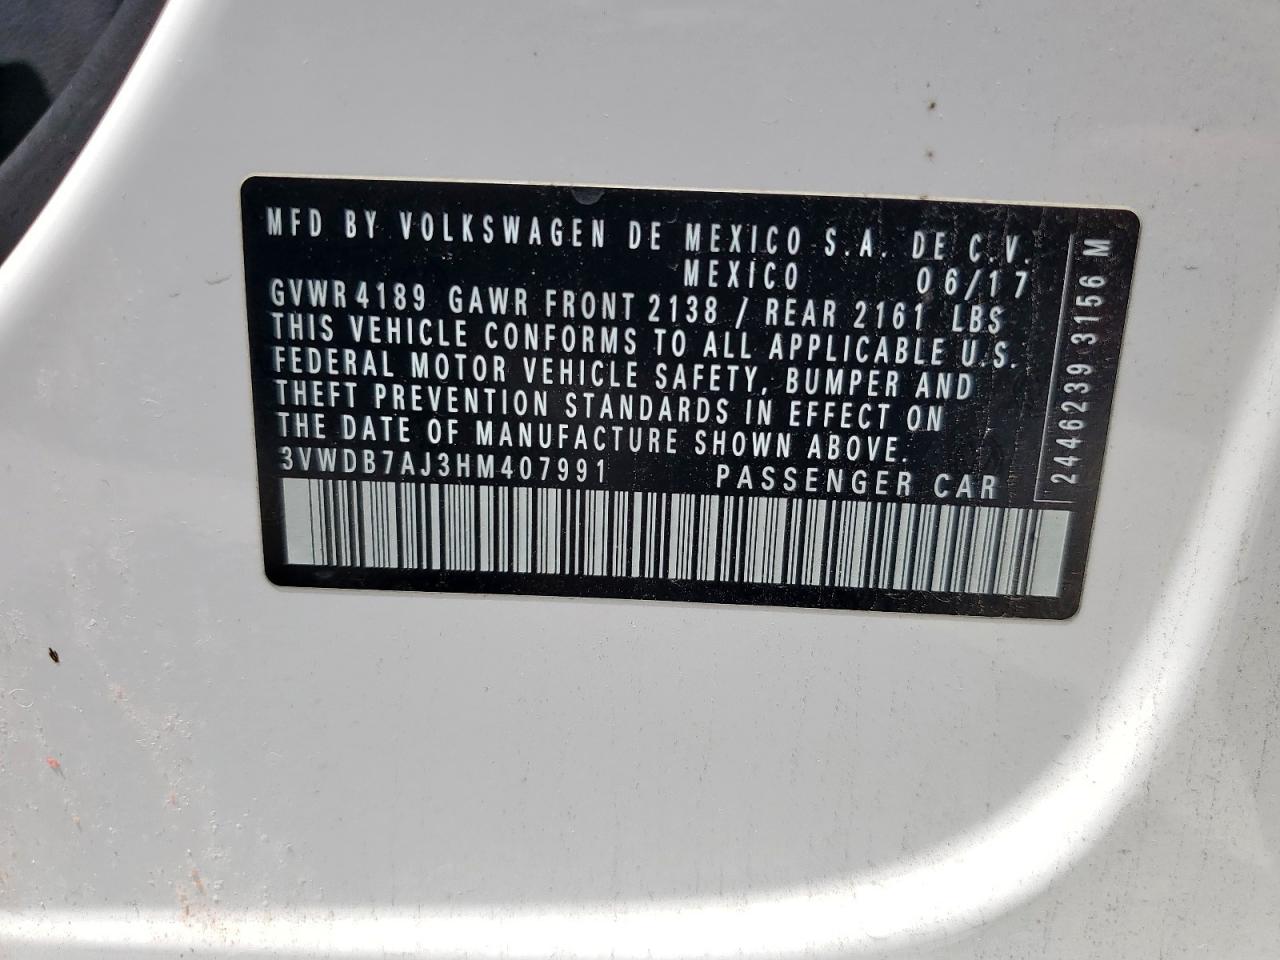 MFD BY VOLKSWAGEN DE MEXICO S.A. DE C.V.
MEXICO 06/17
GVWR 4189 GAWR FRONT 2138 / REAR 2161 LBS
THIS VEHICLE CONFORMS TO ALL APPLICABLE U.S.
FEDERAL MOTOR VEHICLE SAFETY, BUMPER AND
THEFT PREVENTION STANDARDS IN EFFECT ON
THE DATE OF MANUFACTURE SHOWN ABOVE.
3VWDB7AJ3HM407991 PASSENGER CAR
2446239 3156 M